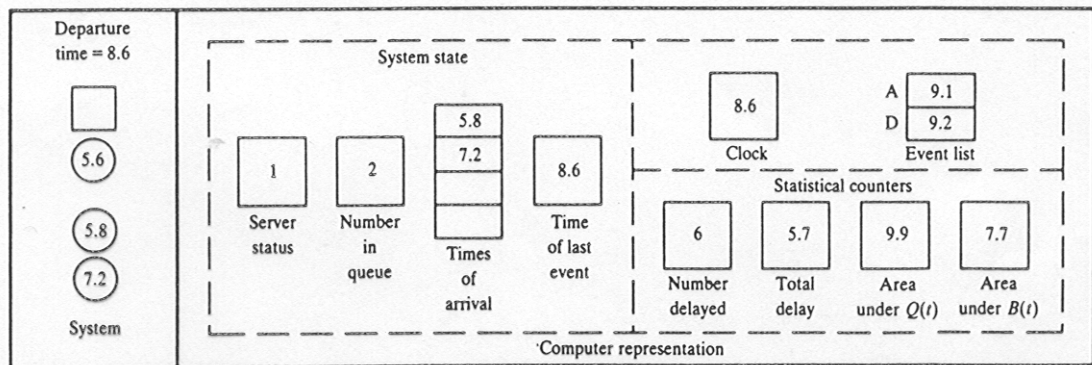 Departure
time = 8.6
5.6
5.8
7.2
System
System state
1
Server
status
2
Number
in
queue
5.8
7.2
Times
of
arrival
8.6
Time
of last
event
8.6
Clock
A 9.1
D 9.2
Event list
Statistical counters
6
Number
delayed
5.7
Total
delay
9.9
Area
under Q(t)
7.7
Area
under B(t)
Computer representation